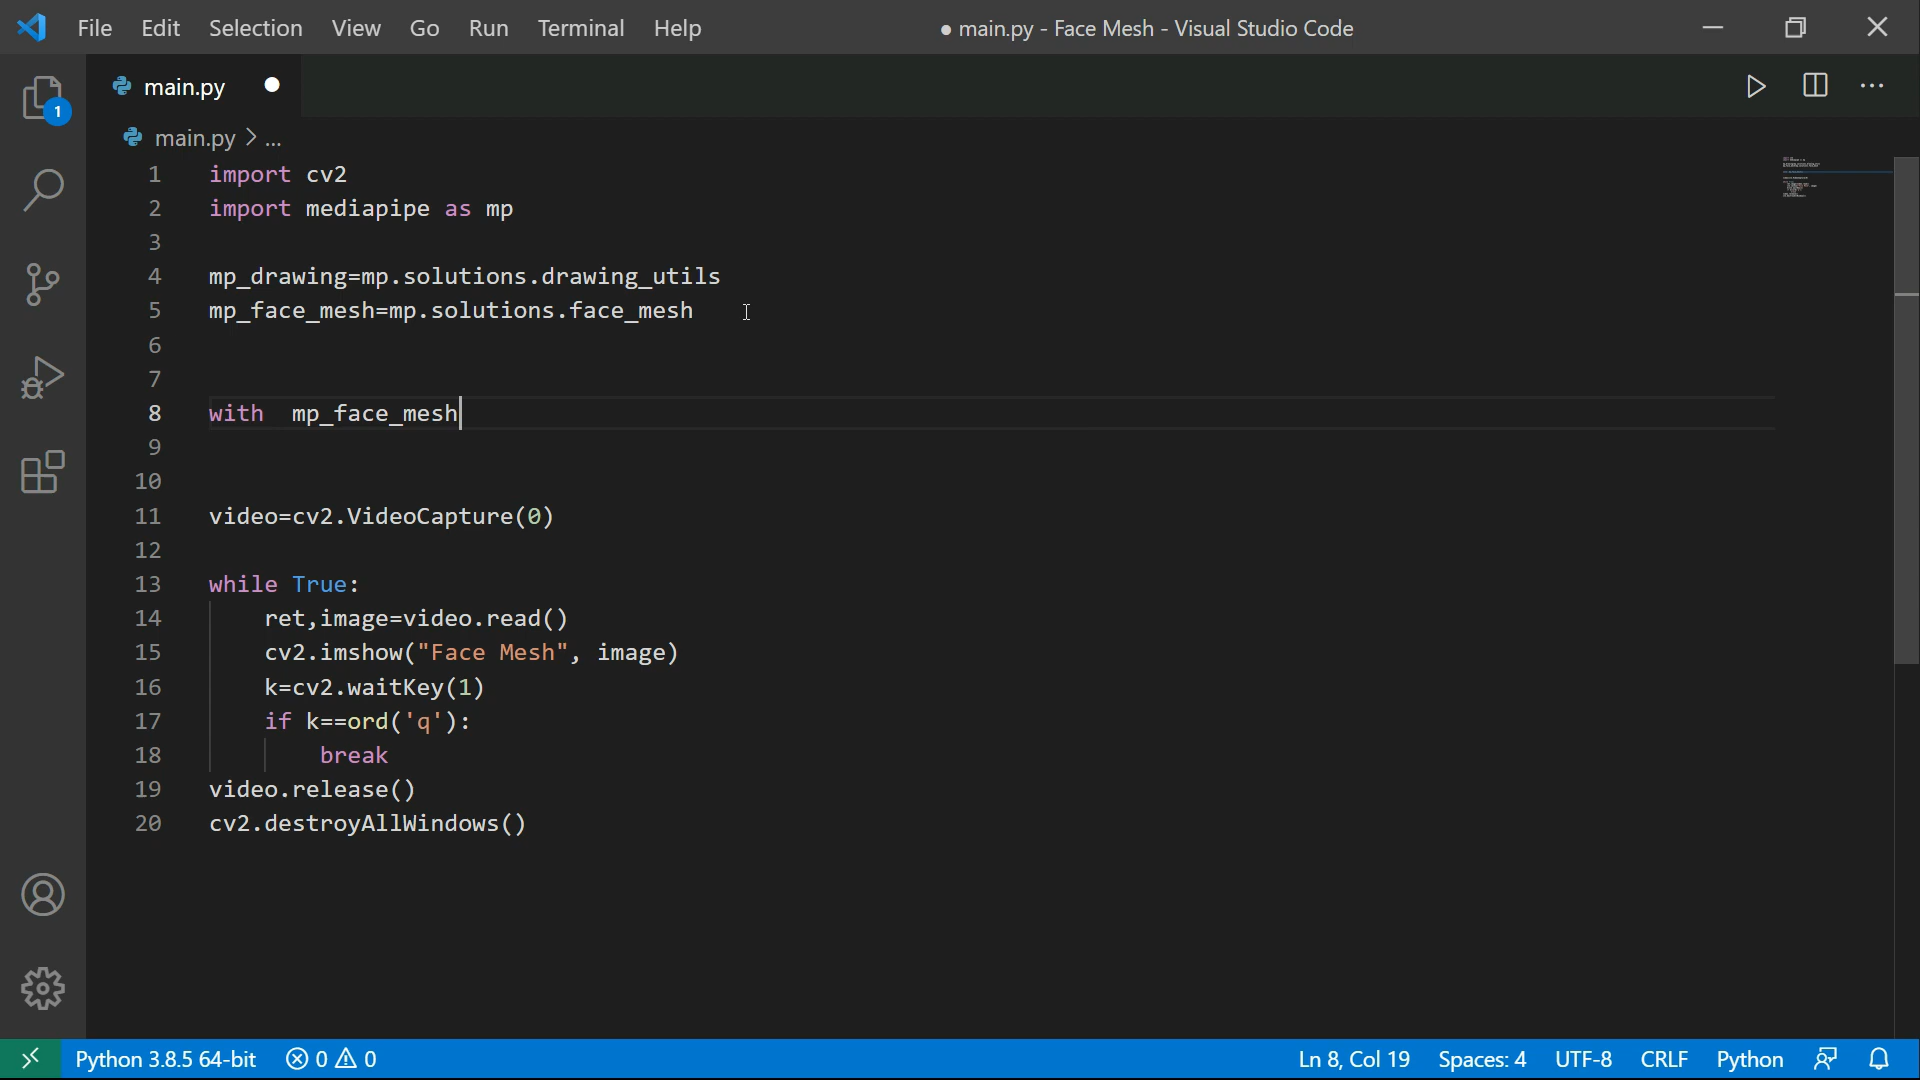 File Edit Selection View Go Run Terminal Help ● main.py - Face Mesh - Visual Studio Code
main.py
1
main.py > ...
1 import cv2
2 import mediapipe as mp
3
4 mp_drawing=mp.solutions.drawing_utils
5 mp_face_mesh=mp.solutions.face_mesh
6
7
8 with  mp_face_mesh
9
10
11 video=cv2.VideoCapture(0)
12
13 while True:
14     ret,image=video.read()
15     cv2.imshow("Face Mesh", image)
16     k=cv2.waitKey(1)
17     if k==ord('q'):
18         break
19 video.release()
20 cv2.destroyAllWindows()
Python 3.8.5 64-bit 0 0 Ln 8, Col 19 Spaces: 4 UTF-8 CRLF Python